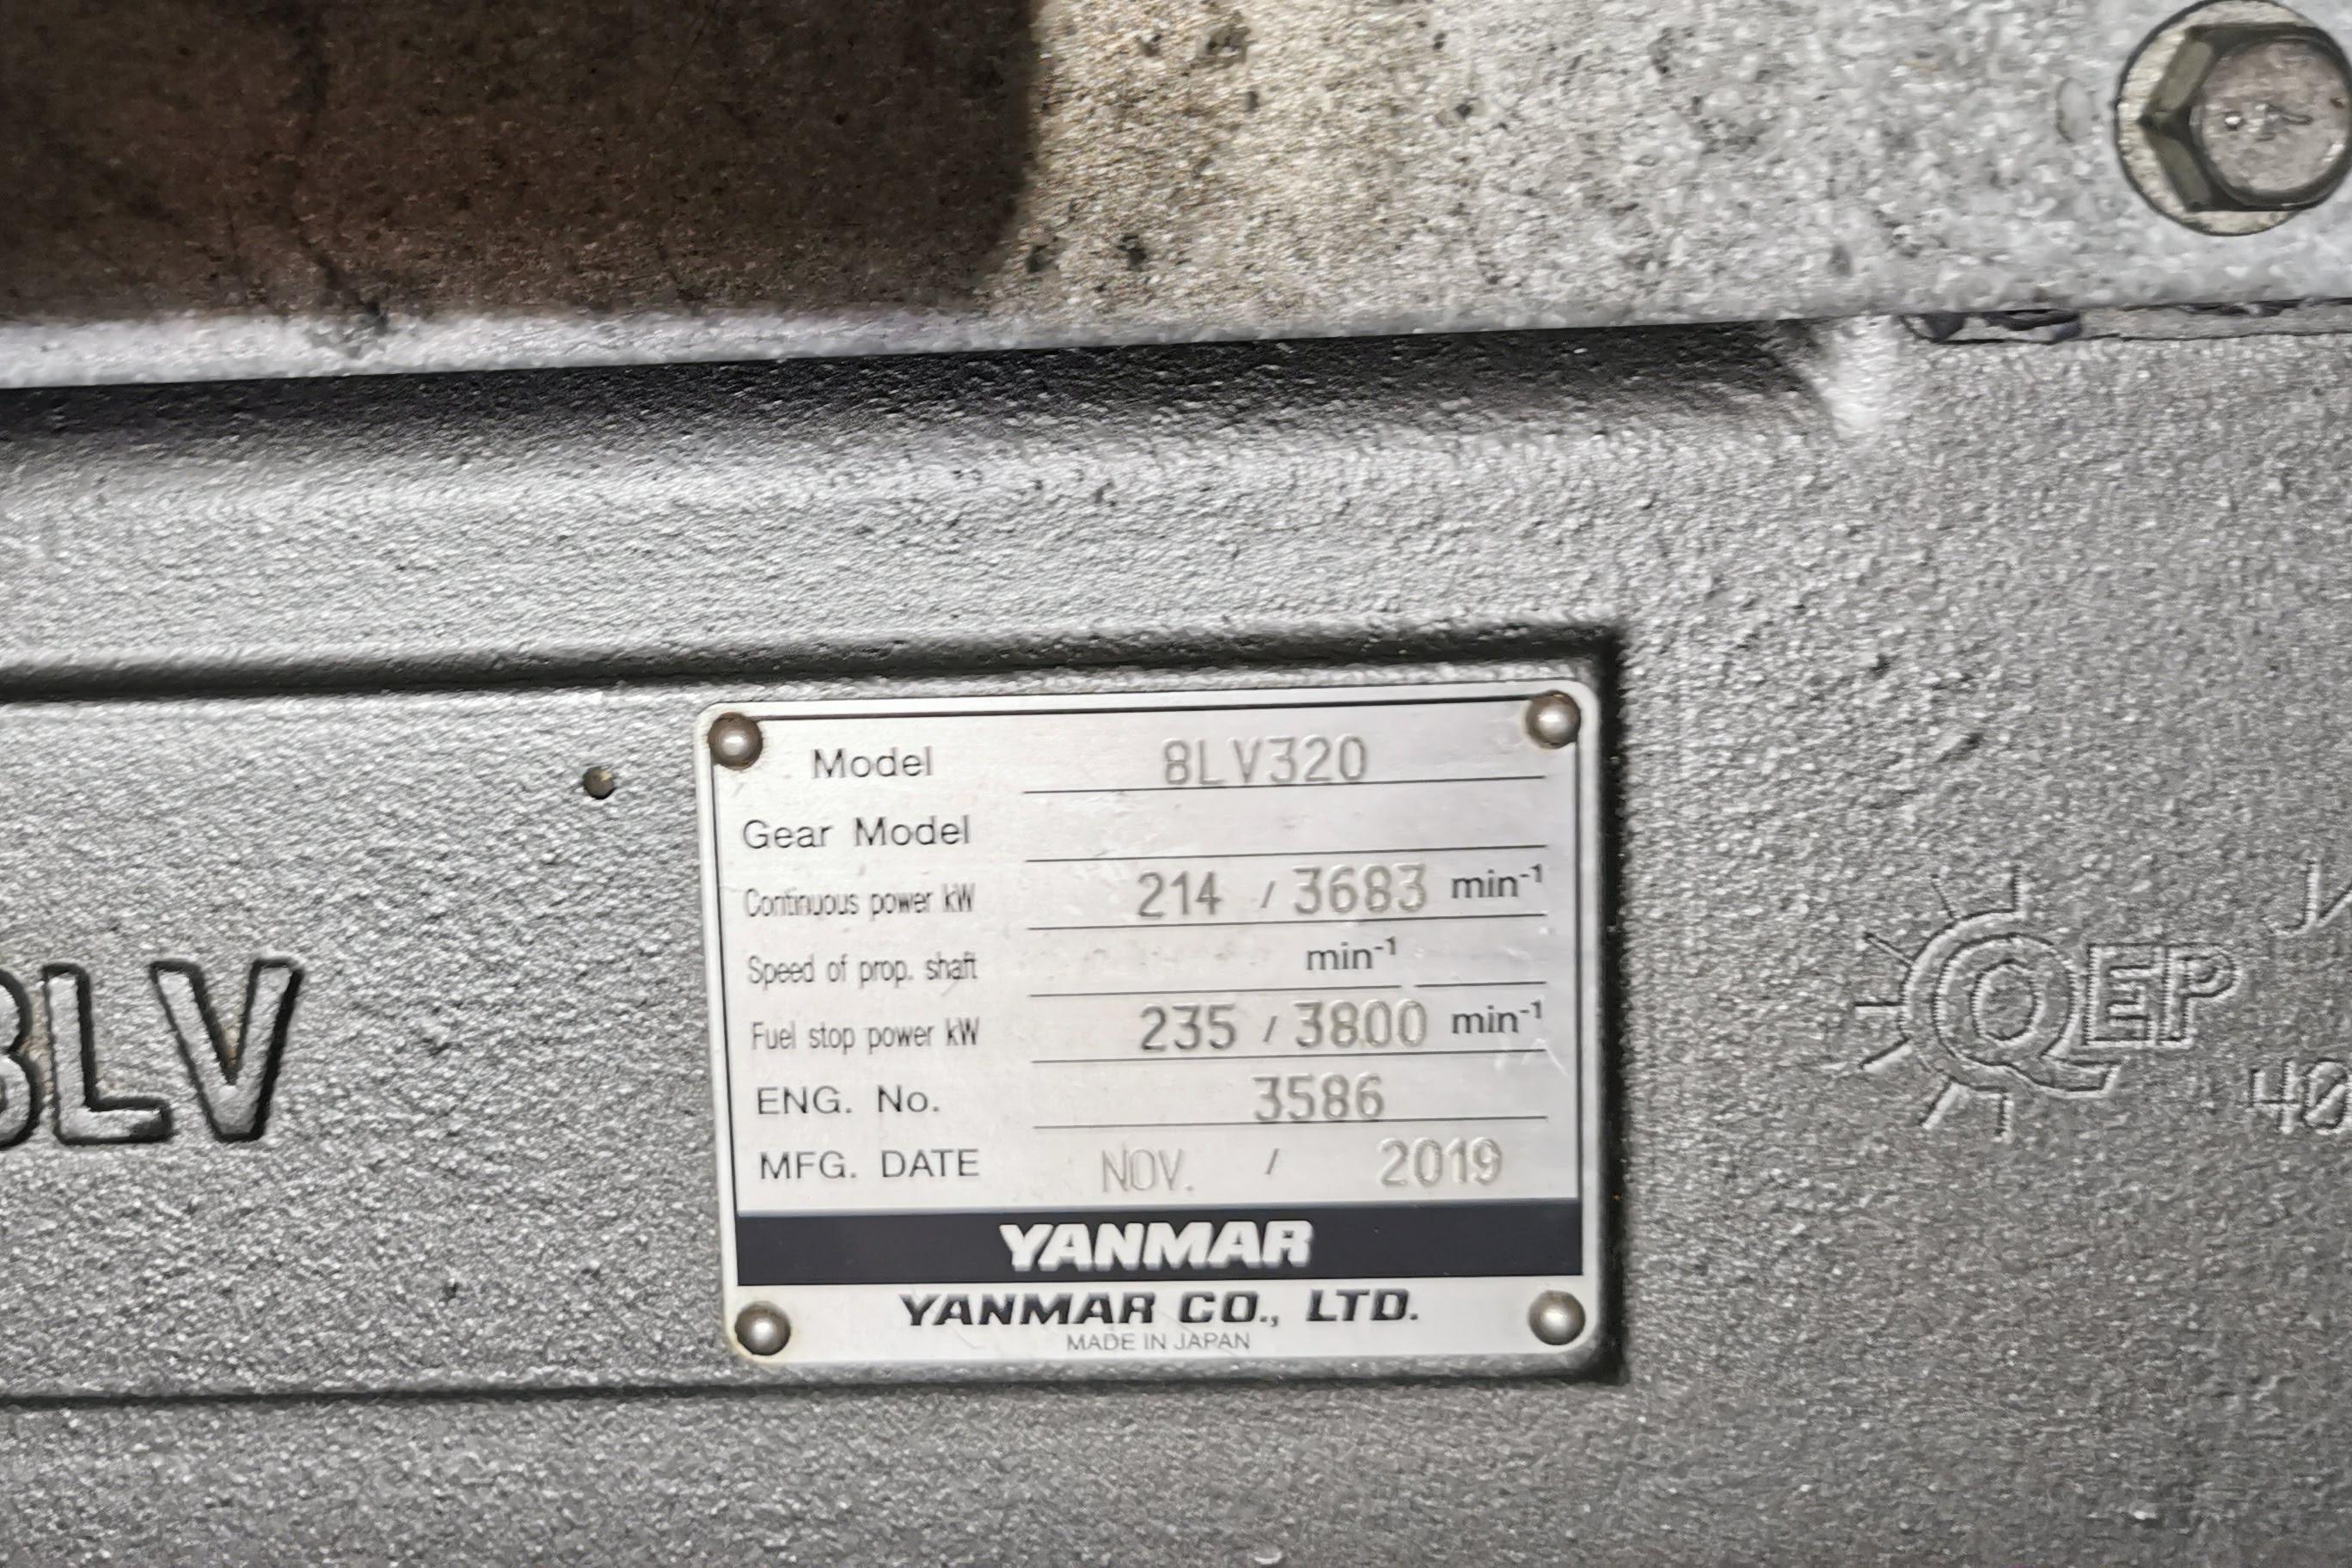 Model 8LV320
Gear Model
Continuous power kW 214 / 3683 min⁻¹
Speed of prop. shaft min⁻¹
Fuel stop power kW 235 / 3800 min⁻¹
ENG. No. 3586
MFG. DATE NOV. / 2019
YANMAR
YANMAR CO., LTD.
MADE IN JAPAN
8LV
QEP
40